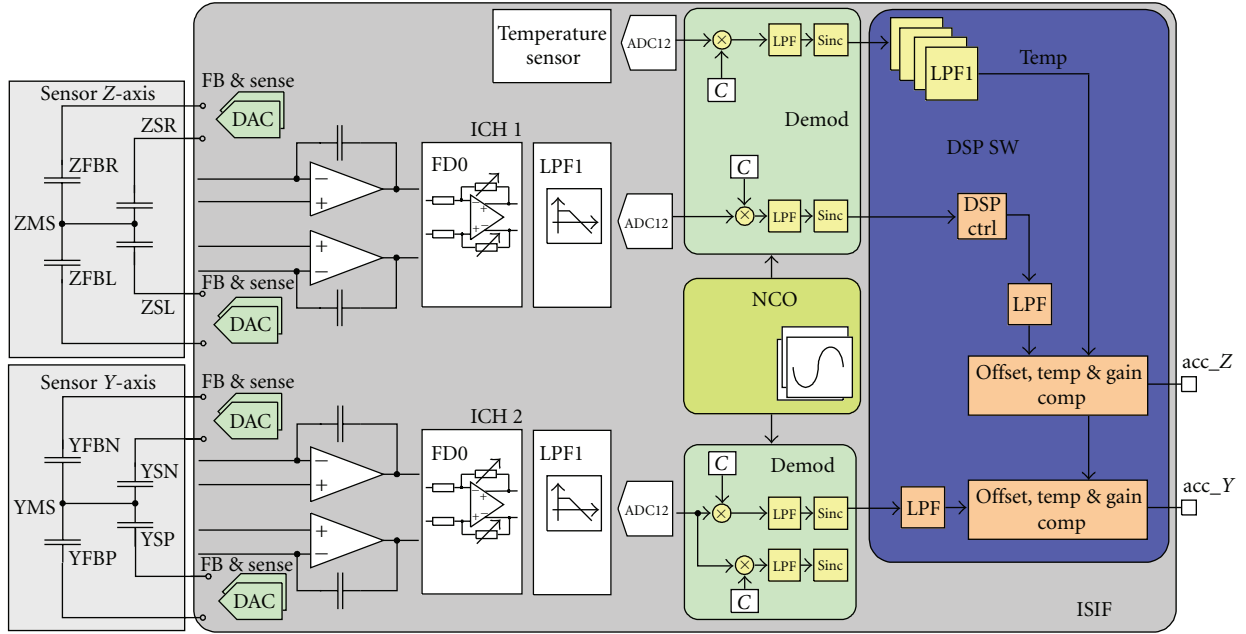 Sensor Z-axis
ZFBR
ZMS
ZFBL
ZSR
ZSL
FB & sense
DAC
FB & sense
DAC
Sensor Y-axis
YFBN
YMS
YFBP
YSN
YSP
FB & sense
DAC
FB & sense
DAC
ICH 1
FD0
LPF1
ICH 2
FD0
LPF1
Temperature
sensor
ADC12
ADC12
ADC12
C
LPF
Sinc
Demod
C
LPF
Sinc
NCO
Demod
C
LPF
Sinc
C
LPF
Sinc
LPF1
Temp
DSP SW
DSP
ctrl
LPF
Offset, temp & gain
comp
LPF
Offset, temp & gain
comp
acc_Z
acc_Y
ISIF